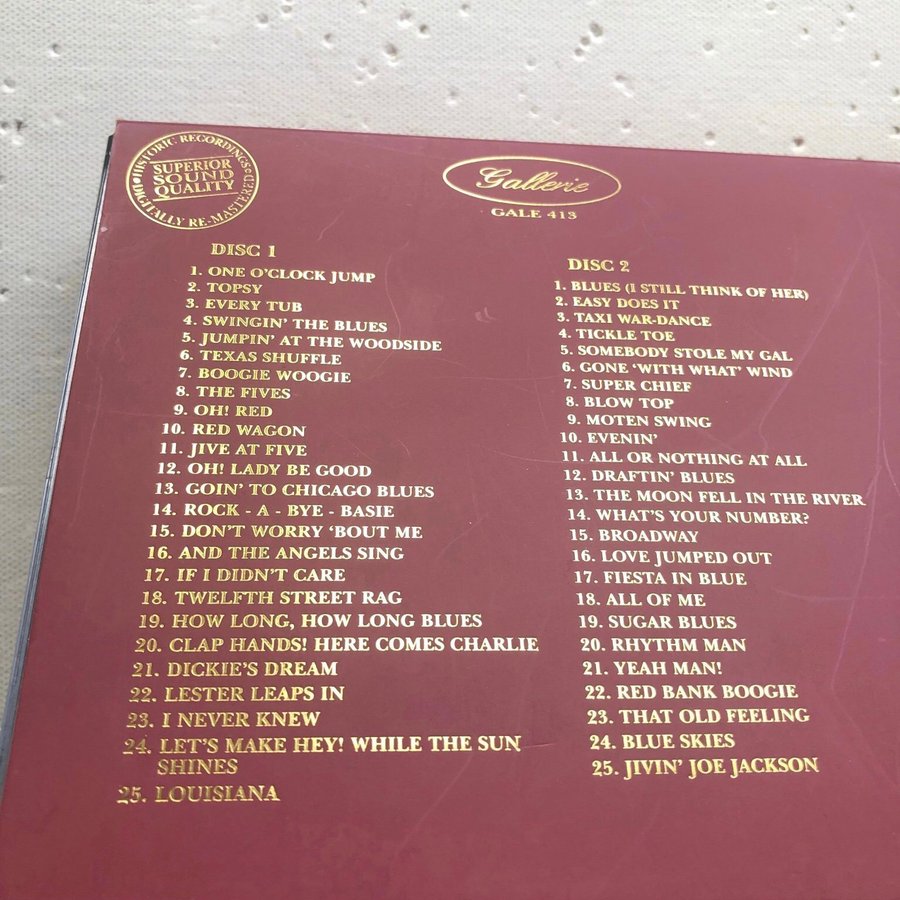 HISTORIC RECORDINGS
SUPERIOR
SOUND
QUALITY
DIGITALLY RE-MASTERED
Gallerie
GALE 413
DISC 1
1. ONE O'CLOCK JUMP
2. TOPSY
3. EVERY TUB
4. SWINGIN' THE BLUES
5. JUMPIN' AT THE WOODSIDE
6. TEXAS SHUFFLE
7. BOOGIE WOOGIE
8. THE FIVES
9. OH! RED
10. RED WAGON
11. JIVE AT FIVE
12. OH! LADY BE GOOD
13. GOIN' TO CHICAGO BLUES
14. ROCK - A - BYE - BASIE
15. DON'T WORRY 'BOUT ME
16. AND THE ANGELS SING
17. IF I DIDN'T CARE
18. TWELFTH STREET RAG
19. HOW LONG, HOW LONG BLUES
20. CLAP HANDS! HERE COMES CHARLIE
21. DICKIE'S DREAM
22. LESTER LEAPS IN
23. I NEVER KNEW
24. LET'S MAKE HEY! WHILE THE SUN
SHINES
25. LOUISIANA
DISC 2
1. BLUES (I STILL THINK OF HER)
2. EASY DOES IT
3. TAXI WAR-DANCE
4. TICKLE TOE
5. SOMEBODY STOLE MY GAL
6. GONE 'WITH WHAT' WIND
7. SUPER CHIEF
8. BLOW TOP
9. MOTEN SWING
10. EVENIN'
11. ALL OR NOTHING AT ALL
12. DRAFTIN' BLUES
13. THE MOON FELL IN THE RIVER
14. WHAT'S YOUR NUMBER?
15. BROADWAY
16. LOVE JUMPED OUT
17. FIESTA IN BLUE
18. ALL OF ME
19. SUGAR BLUES
20. RHYTHM MAN
21. YEAH MAN!
22. RED BANK BOOGIE
23. THAT OLD FEELING
24. BLUE SKIES
25. JIVIN' JOE JACKSON